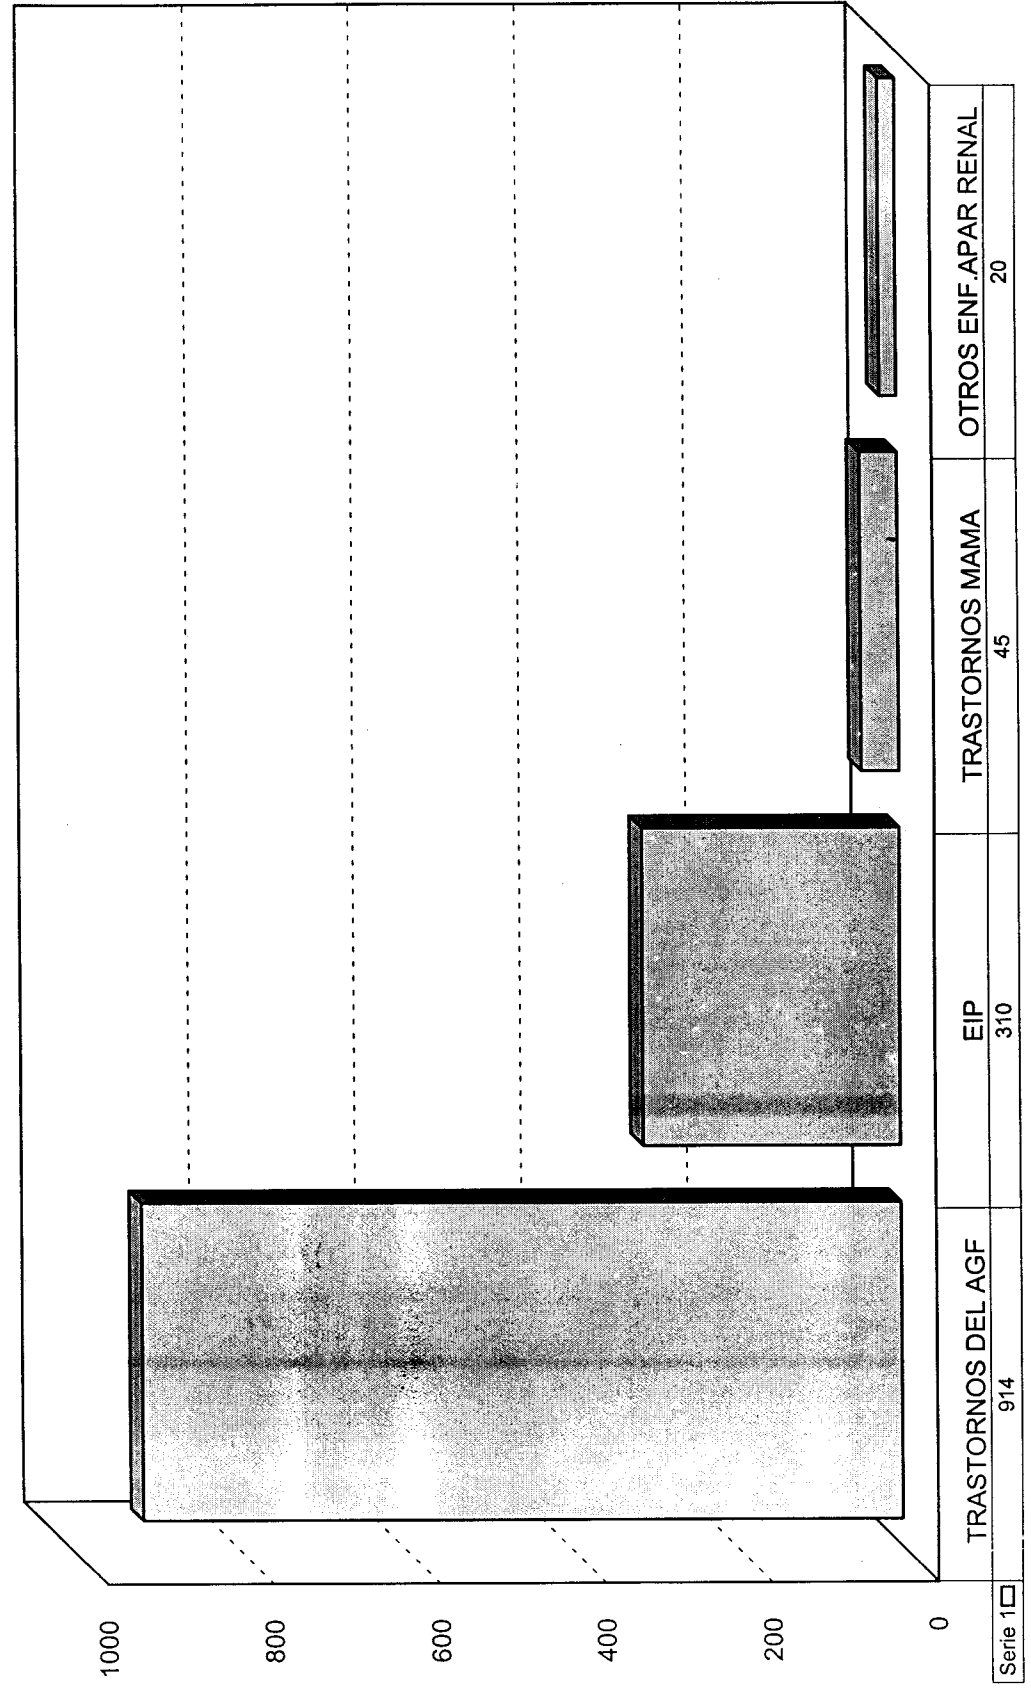 1000
800
600
400
200
0
TRASTORNOS DEL AGF
EIP
TRASTORNOS MAMA
OTROS ENF.APAR RENAL
Serie 1
914
310
45
20